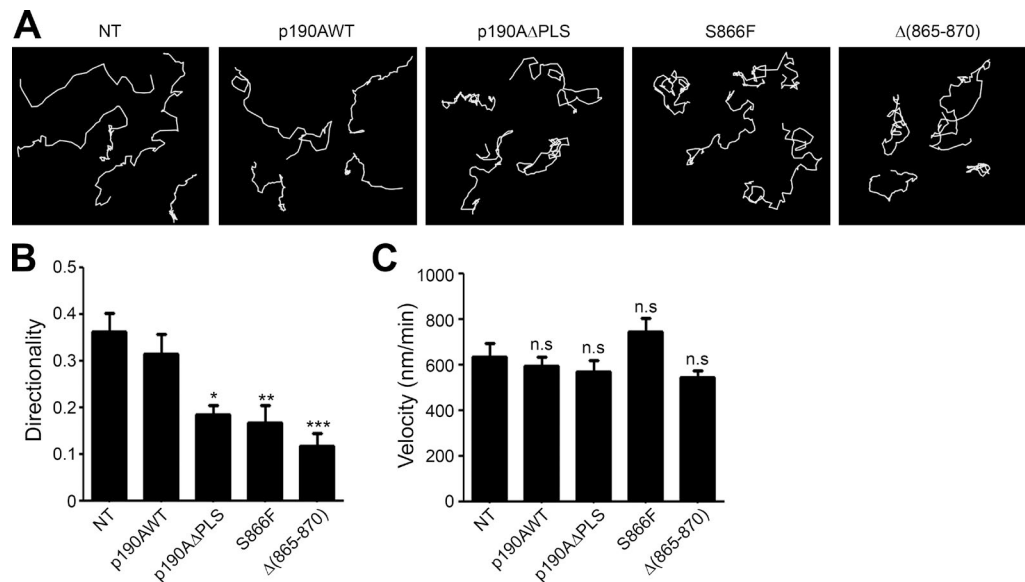 A
NT
p190AWT
p190AΔPLS
S866F
Δ(865-870)
B
Directionality
0.5
0.4
0.3
0.2
0.1
0
*
**
***
NT
p190AWT
p190AΔPLS
S866F
Δ(865-870)
C
Velocity (nm/min)
1000
800
600
400
200
0
n.s
n.s
n.s
n.s
NT
p190AWT
p190AΔPLS
S866F
Δ(865-870)